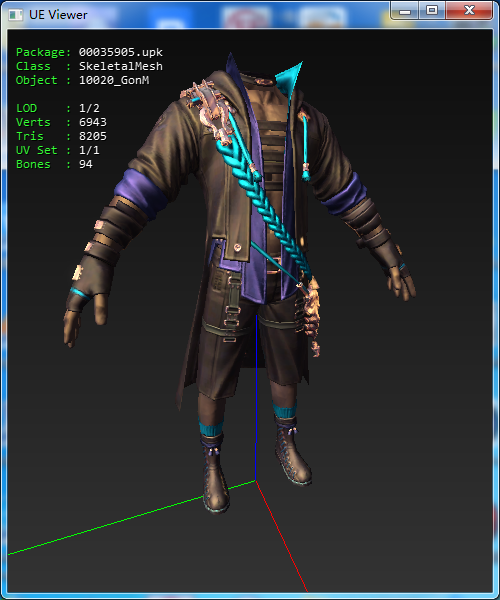 UE Viewer
Package: 00035905.upk
Class : SkeletalMesh
Object : 10020_GonM
LOD : 1/2
Verts : 6943
Tris : 8205
UV Set : 1/1
Bones : 94